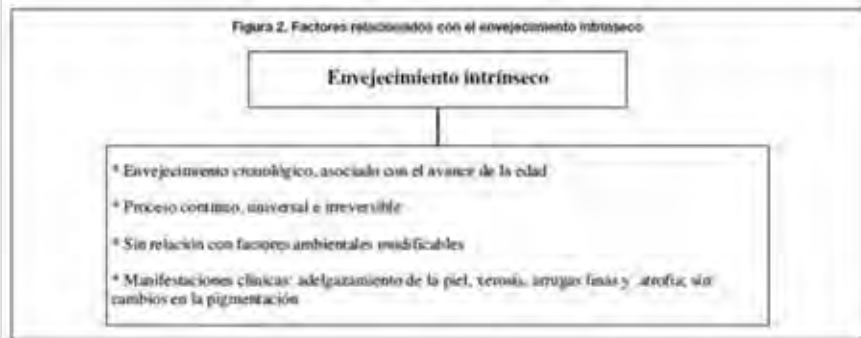 Figura 2. Factores relacionados con el envejecimiento intrínseco
Envejecimiento intrínseco
* Envejecimiento cronológico, asociado con el avance de la edad
* Proceso continuo, universal e irreversible
* Sin relación con factores ambientales modificables
* Manifestaciones clínicas: adelgazamiento de la piel, xerosis, arrugas finas y atrofia; sin
cambios en la pigmentación